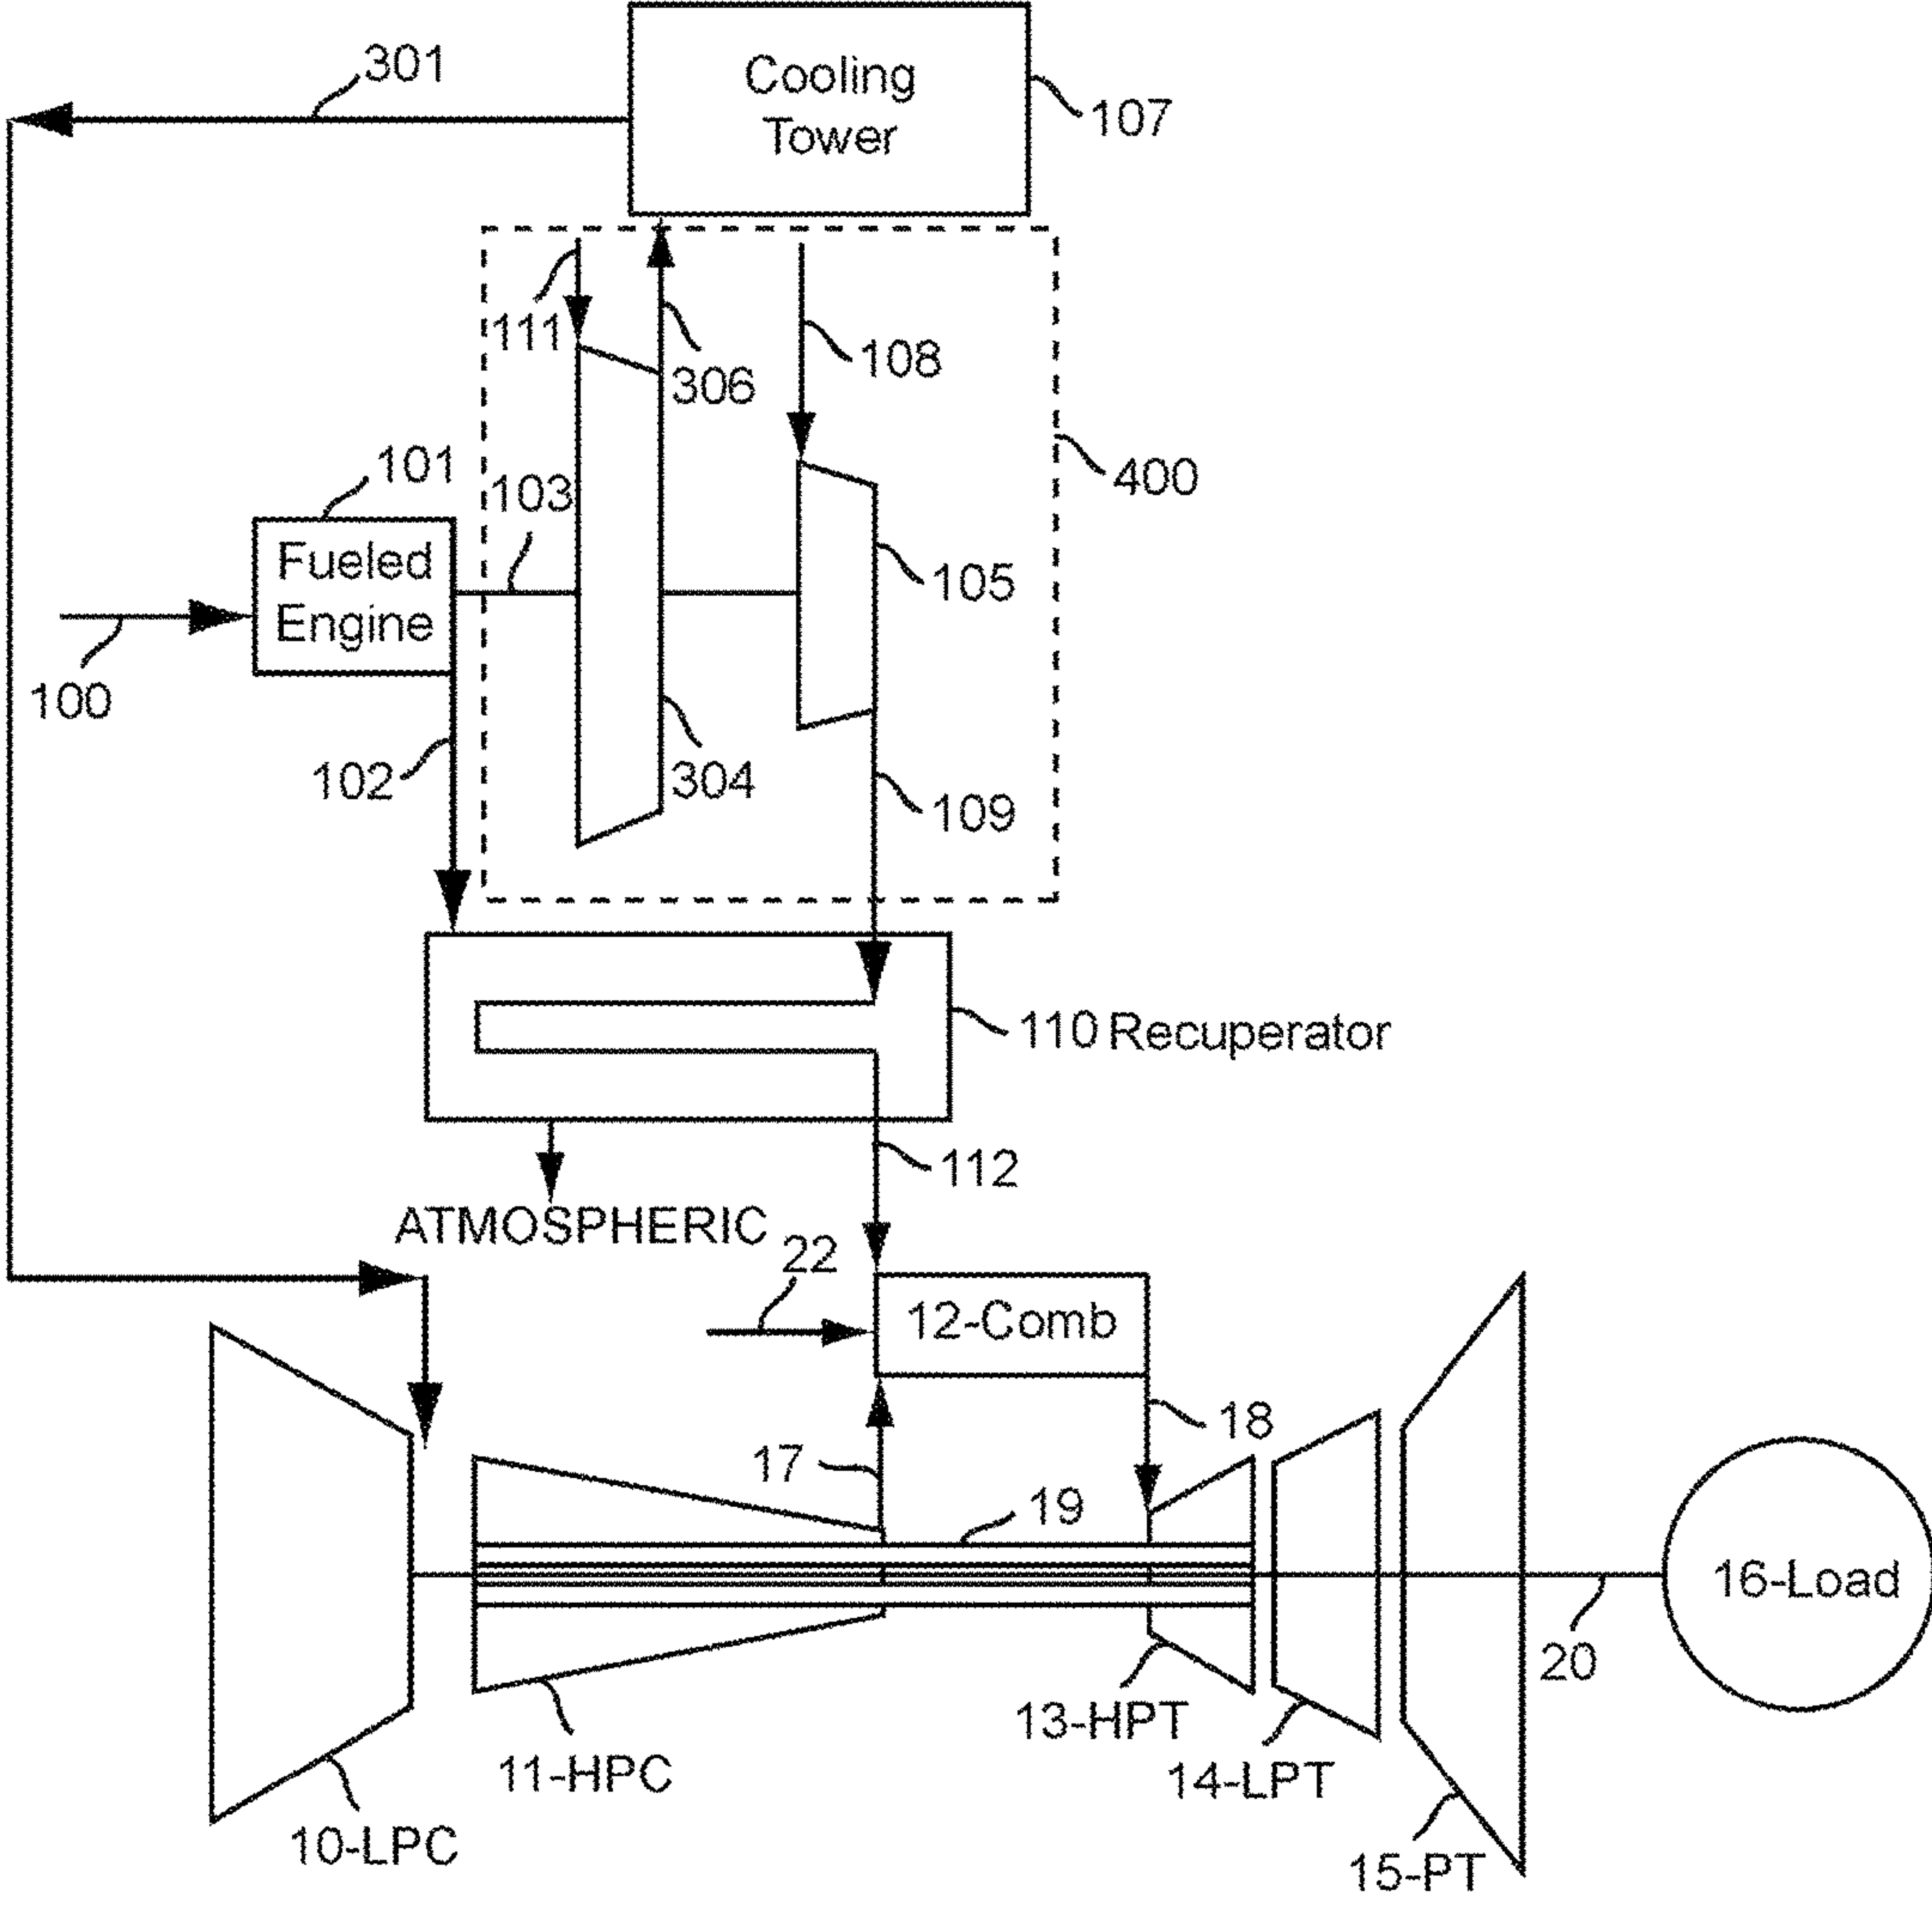 301
Cooling
Tower
107
111
306
108
101
103
400
Fueled
Engine
105
100
102
304
109
110 Recuperator
112
ATMOSPHERIC
22
12-Comb
18
17
19
16-Load
20
13-HPT
11-HPC
14-LPT
10-LPC
15-PT